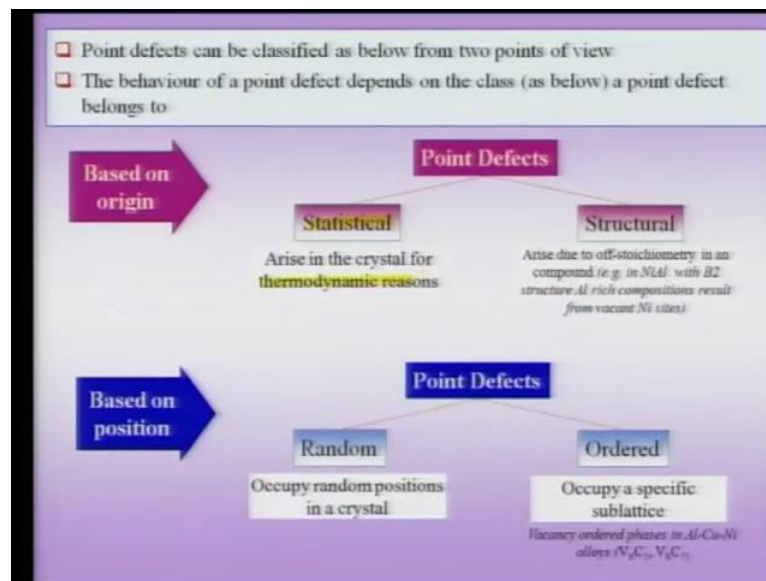 Point defects can be classified as below from two points of view
The behaviour of a point defect depends on the class (as below) a point defect
belongs to
Based on
origin
Point Defects
Statistical
Structural
Arise in the crystal for
thermodynamic reasons
Arise due to off-stoichiometry in an
compound (e.g. in NiAl with B2
structure Al rich compositions result
from vacant Ni sites)
Based on
position
Point Defects
Random
Ordered
Occupy random positions
in a crystal
Occupy a specific
sublattice
Vacancy ordered phases in Al-Cu-Ni
alloys